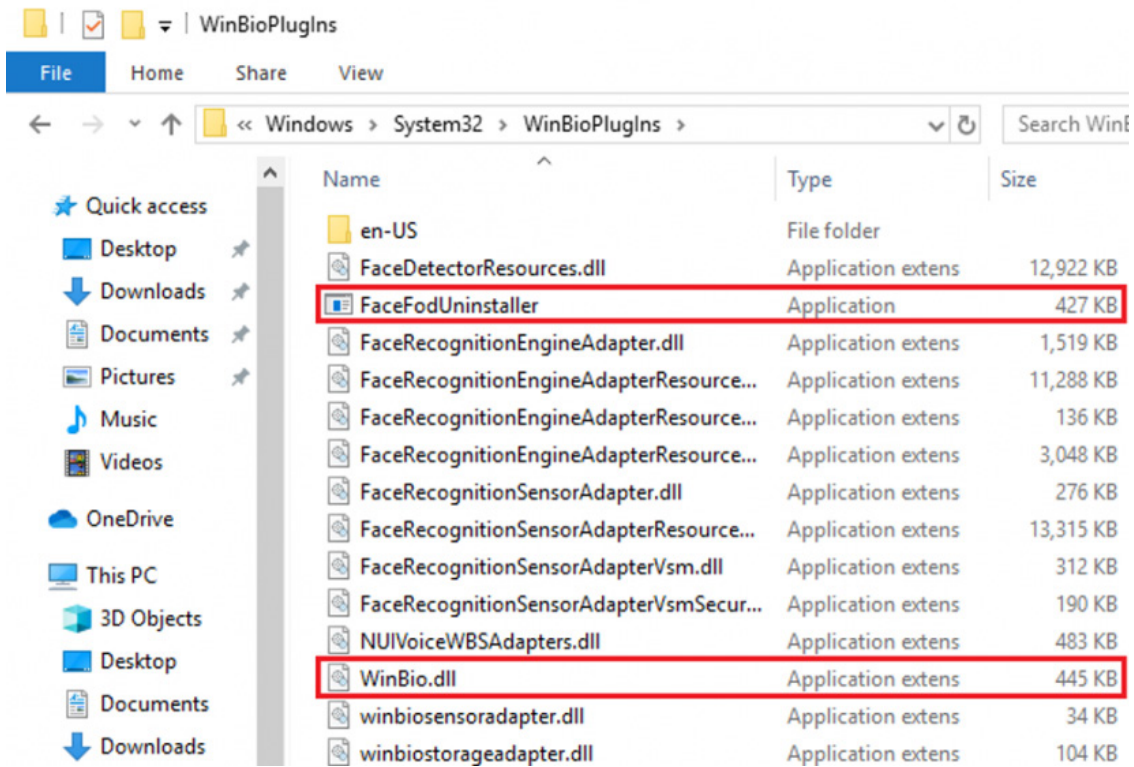 WinBioPlugIns
File Home Share View
« Windows › System32 › WinBioPlugIns › Search WinB
Name Type Size
Quick access
Desktop
Downloads
Documents
Pictures
Music
Videos
OneDrive
This PC
3D Objects
Desktop
Documents
Downloads
en-US File folder
FaceDetectorResources.dll Application extens 12,922 KB
FaceFodUninstaller Application 427 KB
FaceRecognitionEngineAdapter.dll Application extens 1,519 KB
FaceRecognitionEngineAdapterResource... Application extens 11,288 KB
FaceRecognitionEngineAdapterResource... Application extens 136 KB
FaceRecognitionEngineAdapterResource... Application extens 3,048 KB
FaceRecognitionSensorAdapter.dll Application extens 276 KB
FaceRecognitionSensorAdapterResource... Application extens 13,315 KB
FaceRecognitionSensorAdapterVsm.dll Application extens 312 KB
FaceRecognitionSensorAdapterVsmSecur... Application extens 190 KB
NUIVoiceWBSAdapters.dll Application extens 483 KB
WinBio.dll Application extens 445 KB
winbiosensoradapter.dll Application extens 34 KB
winbiostorageadapter.dll Application extens 104 KB